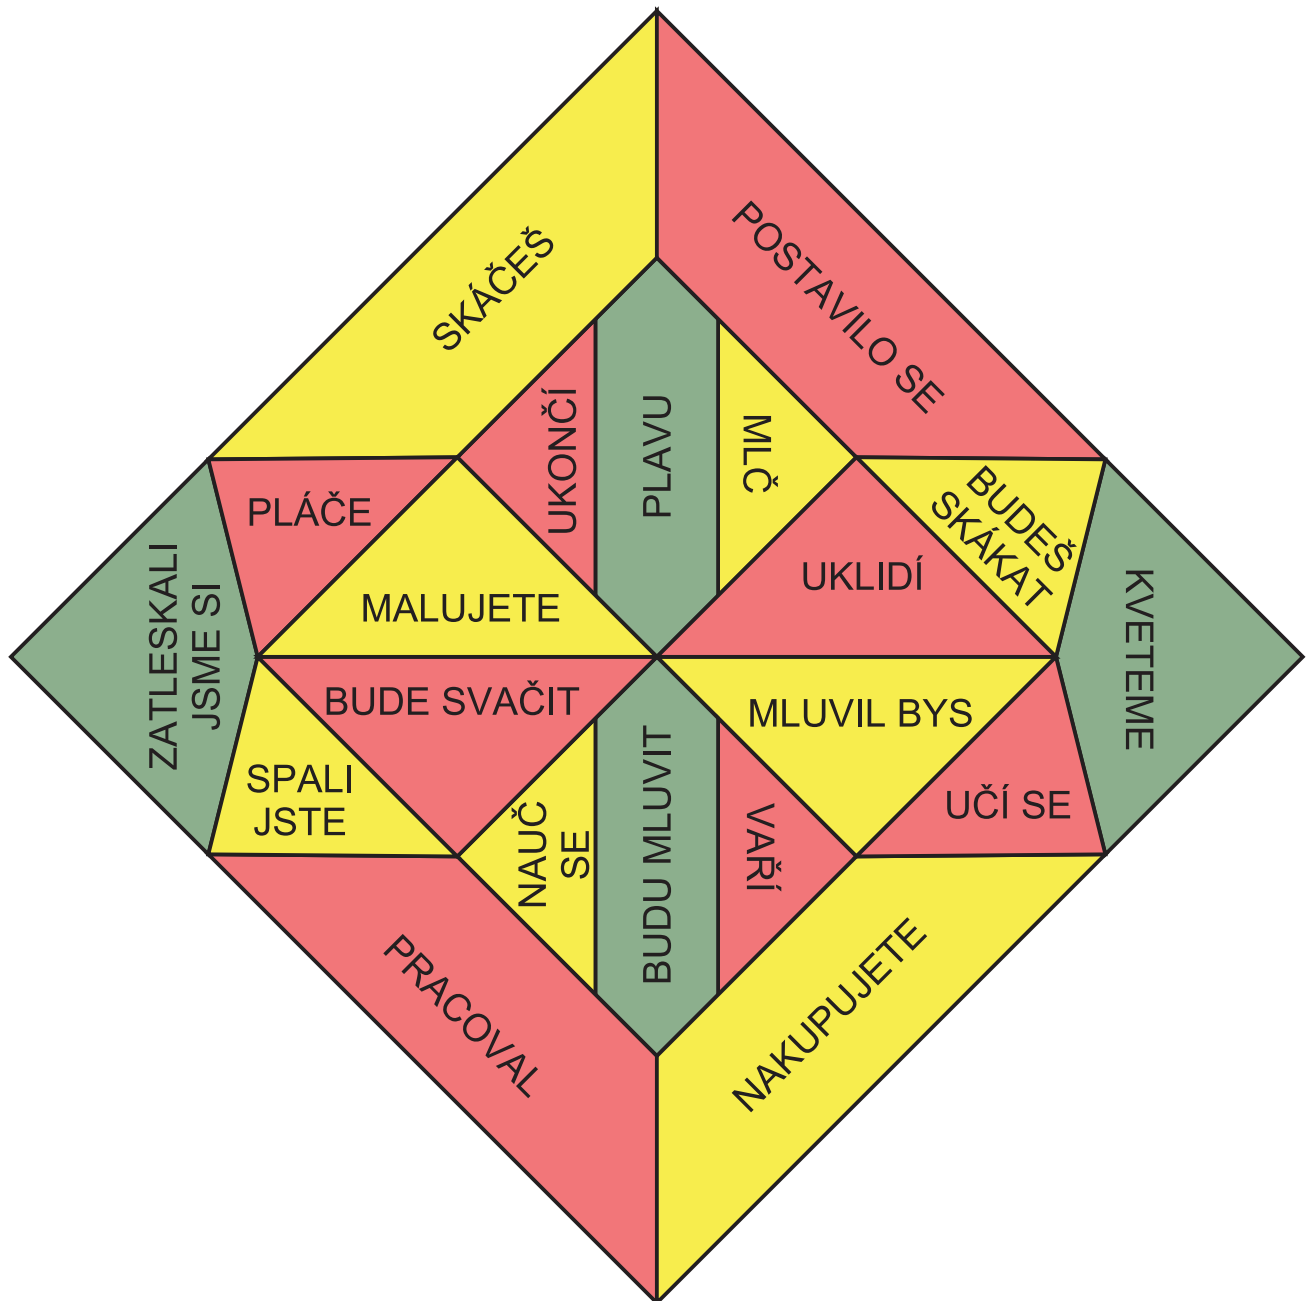 SKÁČEŠ
POSTAVILO SE
UKONČÍ
PLAVU
MLČ
PLÁČE
BUDEŠ
SKÁKAT
MALUJETE
UKLIDÍ
ZATLESKALI
JSME SI
KVETEME
BUDE SVAČIT
MLUVIL BYS
SPALI
JSTE
NAUČ
SE
BUDU MLUVIT
VAŘÍ
UČÍ SE
PRACOVAL
NAKUPUJETE